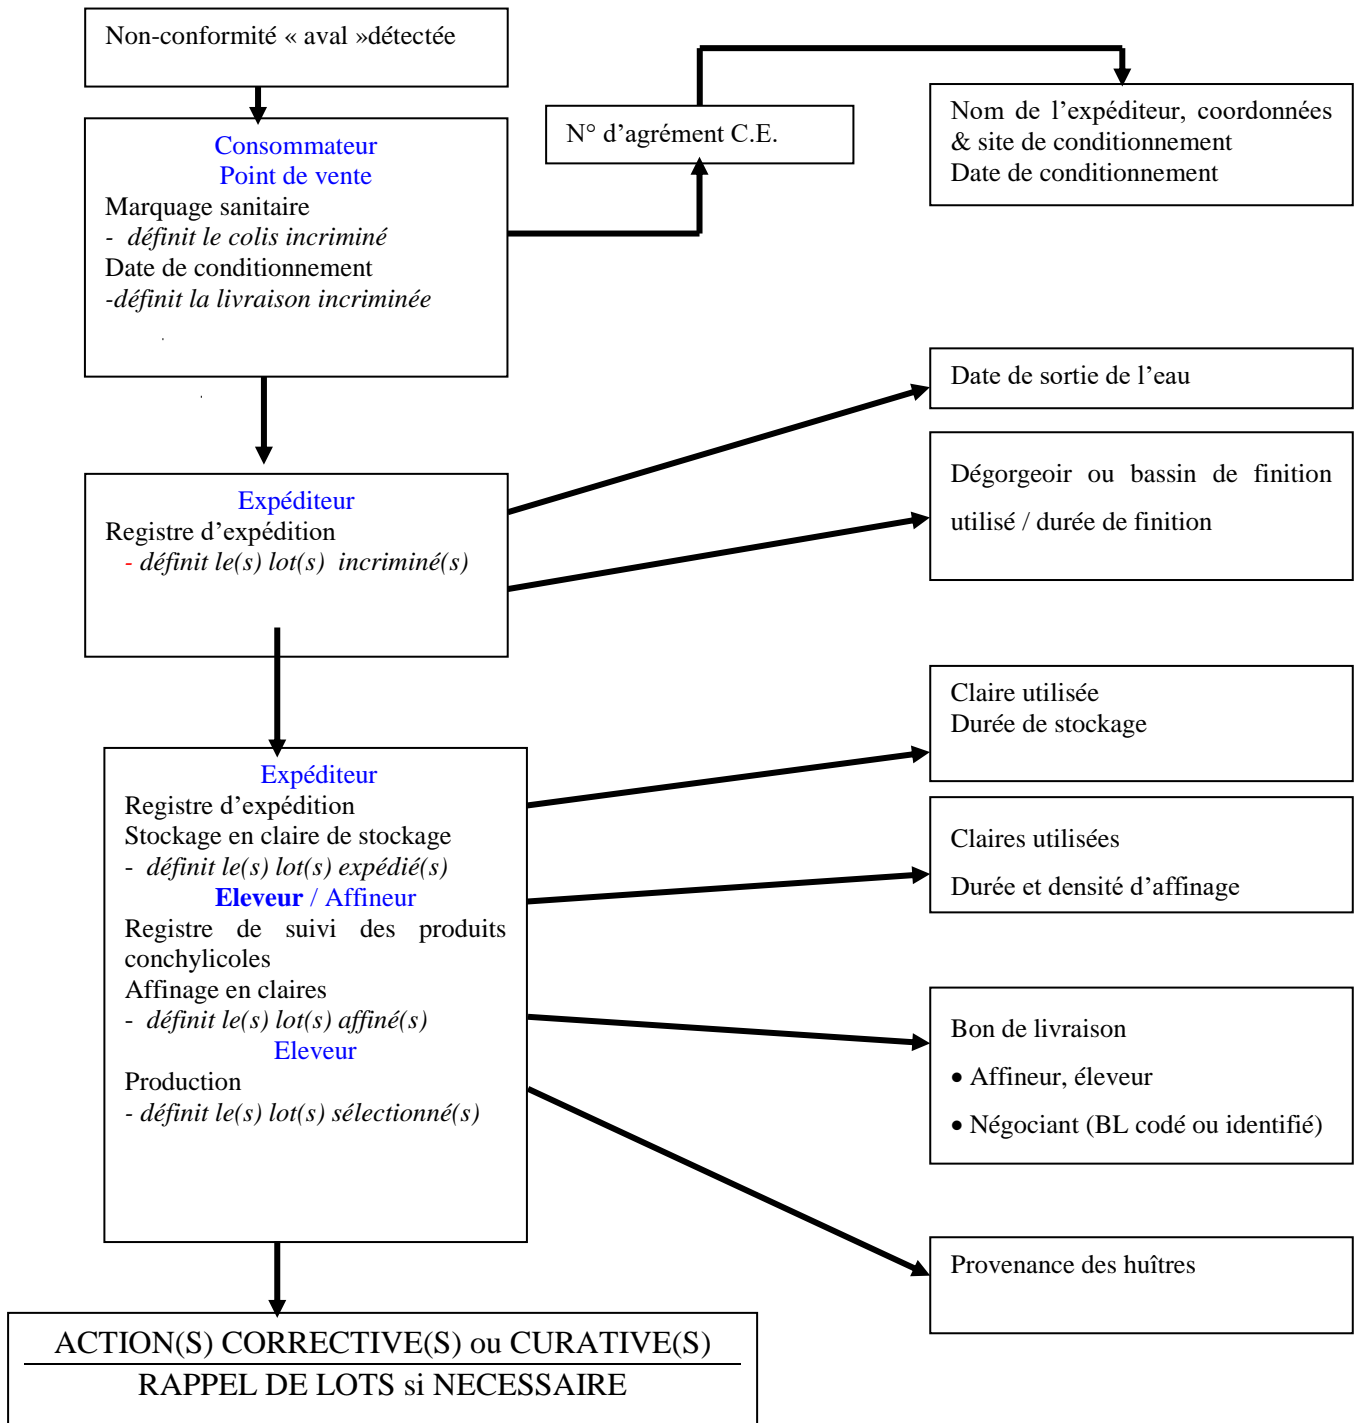 Non-conformité « aval »détectée
Consommateur
Point de vente
Marquage sanitaire
- définit le colis incriminé
Date de conditionnement
-définit la livraison incriminée
N° d’agrément C.E.
Nom de l’expéditeur, coordonnées
& site de conditionnement
Date de conditionnement
Date de sortie de l’eau
Dégorgeoir ou bassin de finition
utilisé / durée de finition
Expéditeur
Registre d’expédition
- définit le(s) lot(s) incriminé(s)
Claire utilisée
Durée de stockage
Expéditeur
Registre d’expédition
Stockage en claire de stockage
- définit le(s) lot(s) expédié(s)
Eleveur / Affineur
Registre de suivi des produits
conchylicoles
Affinage en claires
- définit le(s) lot(s) affiné(s)
Eleveur
Production
- définit le(s) lot(s) sélectionné(s)
Claires utilisées
Durée et densité d’affinage
Bon de livraison
• Affineur, éleveur
• Négociant (BL codé ou identifié)
Provenance des huîtres
ACTION(S) CORRECTIVE(S) ou CURATIVE(S)
RAPPEL DE LOTS si NECESSAIRE